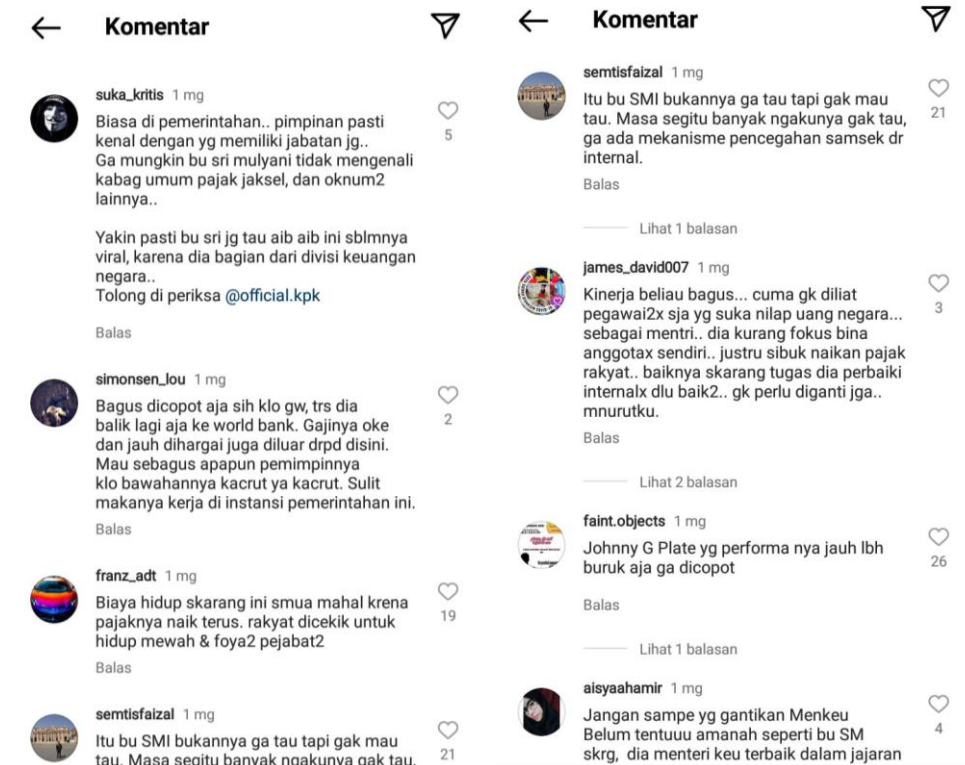 Komentar
suka_kritis 1 mg
Biasa di pemerintahan.. pimpinan pasti
kenal dengan yg memiliki jabatan jg..
Ga mungkin bu sri mulyani tidak mengenali
kabag umum pajak jaksel, dan oknum2
lainnya..
Yakin pasti bu sri jg tau aib aib ini sblmnya
viral, karena dia bagian dari divisi keuangan
negara..
Tolong di periksa @official.kpk
5
Balas
simonsen_lou 1 mg
Bagus dicopot aja sih klo gw, trs dia
balik lagi aja ke world bank. Gajinya oke
dan jauh dihargai juga diluar drpd disini.
Mau sebagus apapun pemimpinnya
klo bawahannya kacrut ya kacrut. Sulit
makanya kerja di instansi pemerintahan ini.
2
Balas
franz_adt 1 mg
Biaya hidup skarang ini smua mahal krena
pajaknya naik terus. rakyat dicekik untuk
hidup mewah & foya2 pejabat2
19
Balas
semtisfaizal 1 mg
Itu bu SMI bukannya ga tau tapi gak mau
tau. Masa segitu banyak ngakunya gak tau,
21
Komentar
semtisfaizal 1 mg
Itu bu SMI bukannya ga tau tapi gak mau
tau. Masa segitu banyak ngakunya gak tau,
ga ada mekanisme pencegahan samsek dr
internal.
21
Balas
Lihat 1 balasan
james_david007 1 mg
Kinerja beliau bagus... cuma gk diliat
pegawai2x sja yg suka nilap uang negara...
sebagai mentri.. dia kurang fokus bina
anggotax sendiri.. justru sibuk naikan pajak
rakyat.. baiknya skarang tugas dia perbaiki
internalx dlu baik2.. gk perlu diganti jga..
mnurutku.
3
Balas
Lihat 2 balasan
faint.objects 1 mg
Johnny G Plate yg performa nya jauh lbh
buruk aja ga dicopot
26
Balas
Lihat 1 balasan
aisyaahamir 1 mg
Jangan sampe yg gantikan Menkeu
Belum tentuuu amanah seperti bu SM
skrg, dia menteri keu terbaik dalam jajaran
4